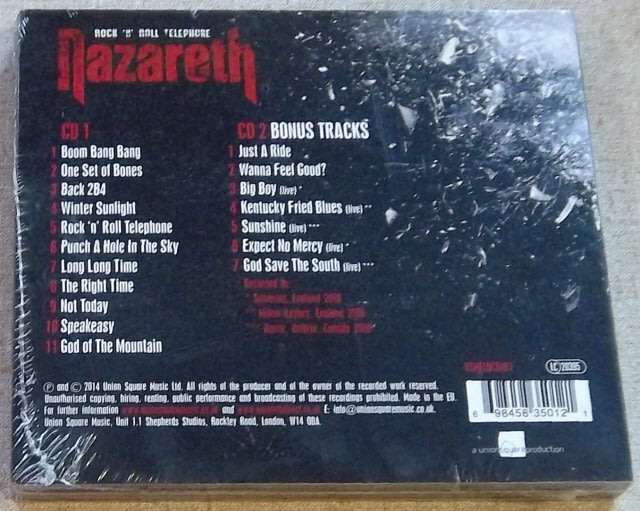 ROCK 'N' ROLL TELEPHONE
Nazareth
CD 1
1 Boom Bang Bang
2 One Set of Bones
3 Back 2B4
4 Winter Sunlight
5 Rock 'n' Roll Telephone
6 Punch A Hole In The Sky
7 Long Long Time
8 The Right Time
9 Not Today
10 Speakeasy
11 God of The Mountain
CD 2 BONUS TRACKS
1 Just A Ride
2 Wanna Feel Good?
3 Big Boy (live) *
4 Kentucky Fried Blues (live) **
5 Sunshine (live) ***
6 Expect No Mercy (live) *
7 God Save The South (live) ***
Recorded in:
England
England
Canada
℗ and © 2014 Union Square Music Ltd. All rights of the producer and of the owner of the recorded work reserved.
Unauthorised copying, hiring, reading, public performance and broadcasting of these recordings prohibited. Made in the EU.
For further information and E: info@unionsquaremusic.co.uk.
Union Square Music, Unit 1.1 Shepherds Studios, Rockley Road, London, W14 0DA
LC 20305
6 98458 35012 1
a union square production